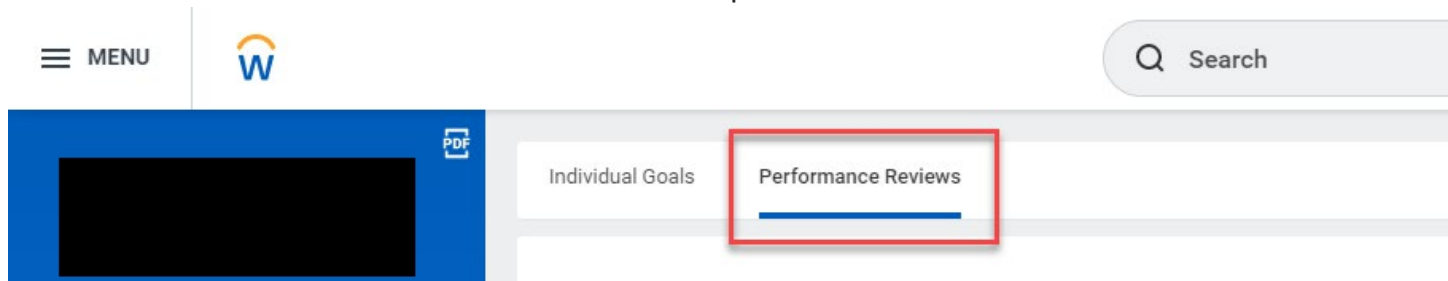 MENU
W
Search
PDF
Individual Goals
Performance Reviews